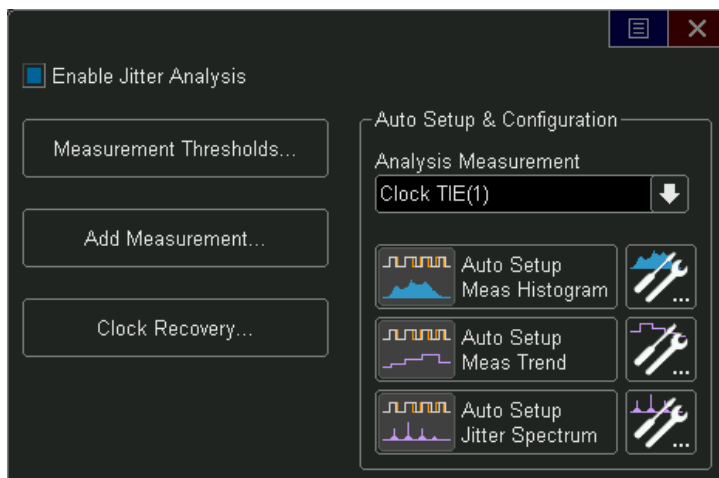 Enable Jitter Analysis
Measurement Thresholds...
Add Measurement...
Clock Recovery...
Auto Setup & Configuration
Analysis Measurement
Clock TIE(1)
Auto Setup
Meas Histogram
...
Auto Setup
Meas Trend
...
Auto Setup
Jitter Spectrum
...